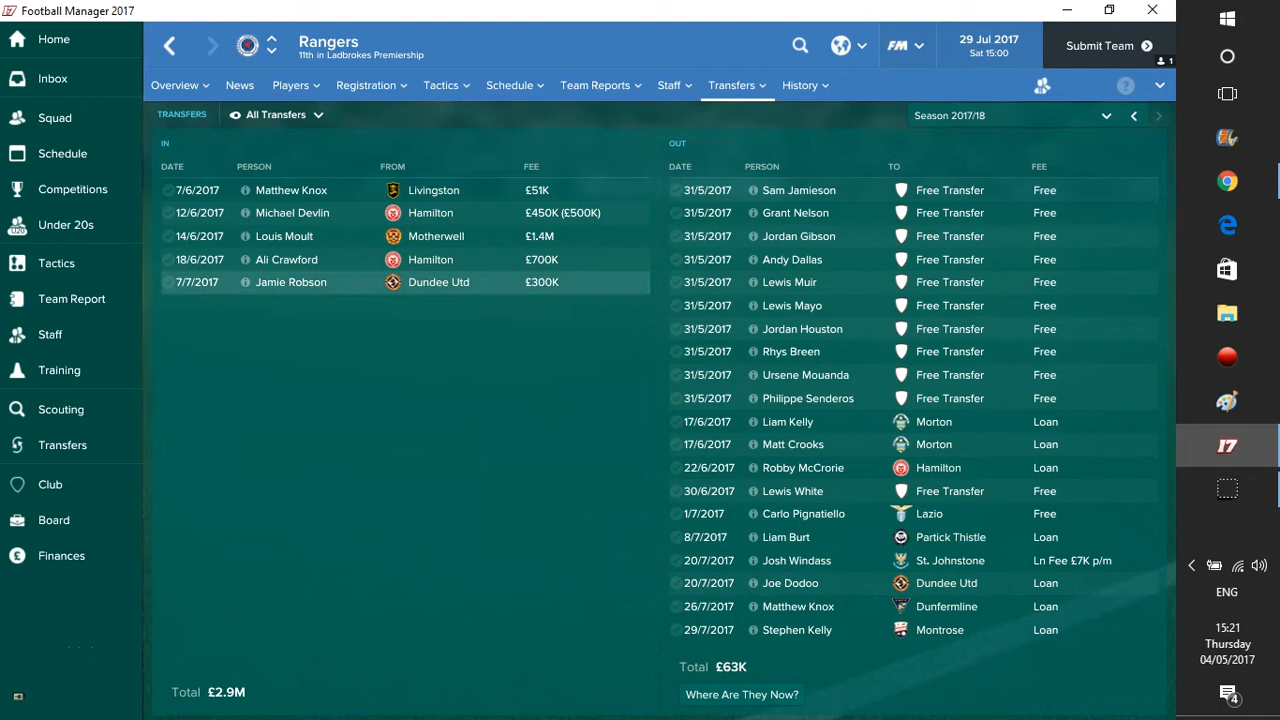 17 Football Manager 2017
Home
Inbox
Squad
Schedule
Competitions
U20 Under 20s
Tactics
Team Report
Staff
Training
Scouting
Transfers
Club
Board
£ Finances
Rangers
11th in Ladbrokes Premiership
FM
29 Jul 2017
Sat 15:00
Submit Team
1
Overview News Players Registration Tactics Schedule Team Reports Staff Transfers History ?
TRANSFERS All Transfers Season 2017/18
IN
DATE PERSON FROM FEE
7/6/2017 Matthew Knox Livingston £51K
12/6/2017 Michael Devlin Hamilton £450K (£500K)
14/6/2017 Louis Moult Motherwell £1.4M
18/6/2017 Ali Crawford Hamilton £700K
7/7/2017 Jamie Robson Dundee Utd £300K
Total £2.9M
OUT
DATE PERSON TO FEE
31/5/2017 Sam Jamieson Free Transfer Free
31/5/2017 Grant Nelson Free Transfer Free
31/5/2017 Jordan Gibson Free Transfer Free
31/5/2017 Andy Dallas Free Transfer Free
31/5/2017 Lewis Muir Free Transfer Free
31/5/2017 Lewis Mayo Free Transfer Free
31/5/2017 Jordan Houston Free Transfer Free
31/5/2017 Rhys Breen Free Transfer Free
31/5/2017 Ursene Mouanda Free Transfer Free
31/5/2017 Philippe Senderos Free Transfer Free
17/6/2017 Liam Kelly Morton Loan
17/6/2017 Matt Crooks Morton Loan
22/6/2017 Robby McCrorie Hamilton Loan
30/6/2017 Lewis White Free Transfer Free
1/7/2017 Carlo Pignatiello Lazio Free
8/7/2017 Liam Burt Partick Thistle Loan
20/7/2017 Josh Windass St. Johnstone Ln Fee £7K p/m
20/7/2017 Joe Dodoo Dundee Utd Loan
26/7/2017 Matthew Knox Dunfermline Loan
29/7/2017 Stephen Kelly Montrose Loan
Total £63K
Where Are They Now?
17
ENG
15:21
Thursday
04/05/2017
4